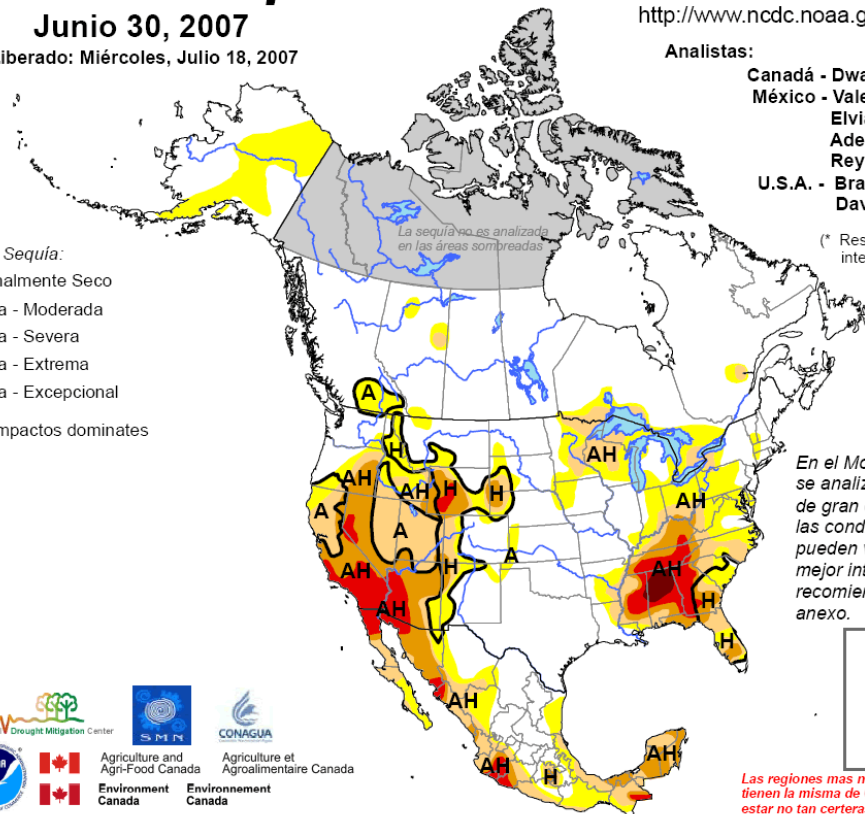 Junio 30, 2007
Liberado: Miércoles, Julio 18, 2007
http://www.ncdc.noaa.g
Analistas:
Canadá - Dwa
México - Vale
Elvia
Ade
Rey
U.S.A. - Bra
Dav
(* Res
inte
La sequía no es analizada
en las áreas sombreadas
Sequía:
nalmente Seco
a - Moderada
a - Severa
a - Extrema
a - Excepcional
mpactos dominates
A
H
AH
AH
H
H
A
A
AH
H
A
AH
AH
AH
AH
H
H
AH
AH
H
AH
En el Mo
se analiz
de gran
las cond
pueden v
mejor int
recomien
anexo.
Drought Mitigation Center
SMN
CONAGUA
Agriculture and
Agri-Food Canada
Agriculture et
Agroalimentaire Canada
Environment
Canada
Environnement
Canada
Las regiones mas n
tienen la misma de
estar no tan certera